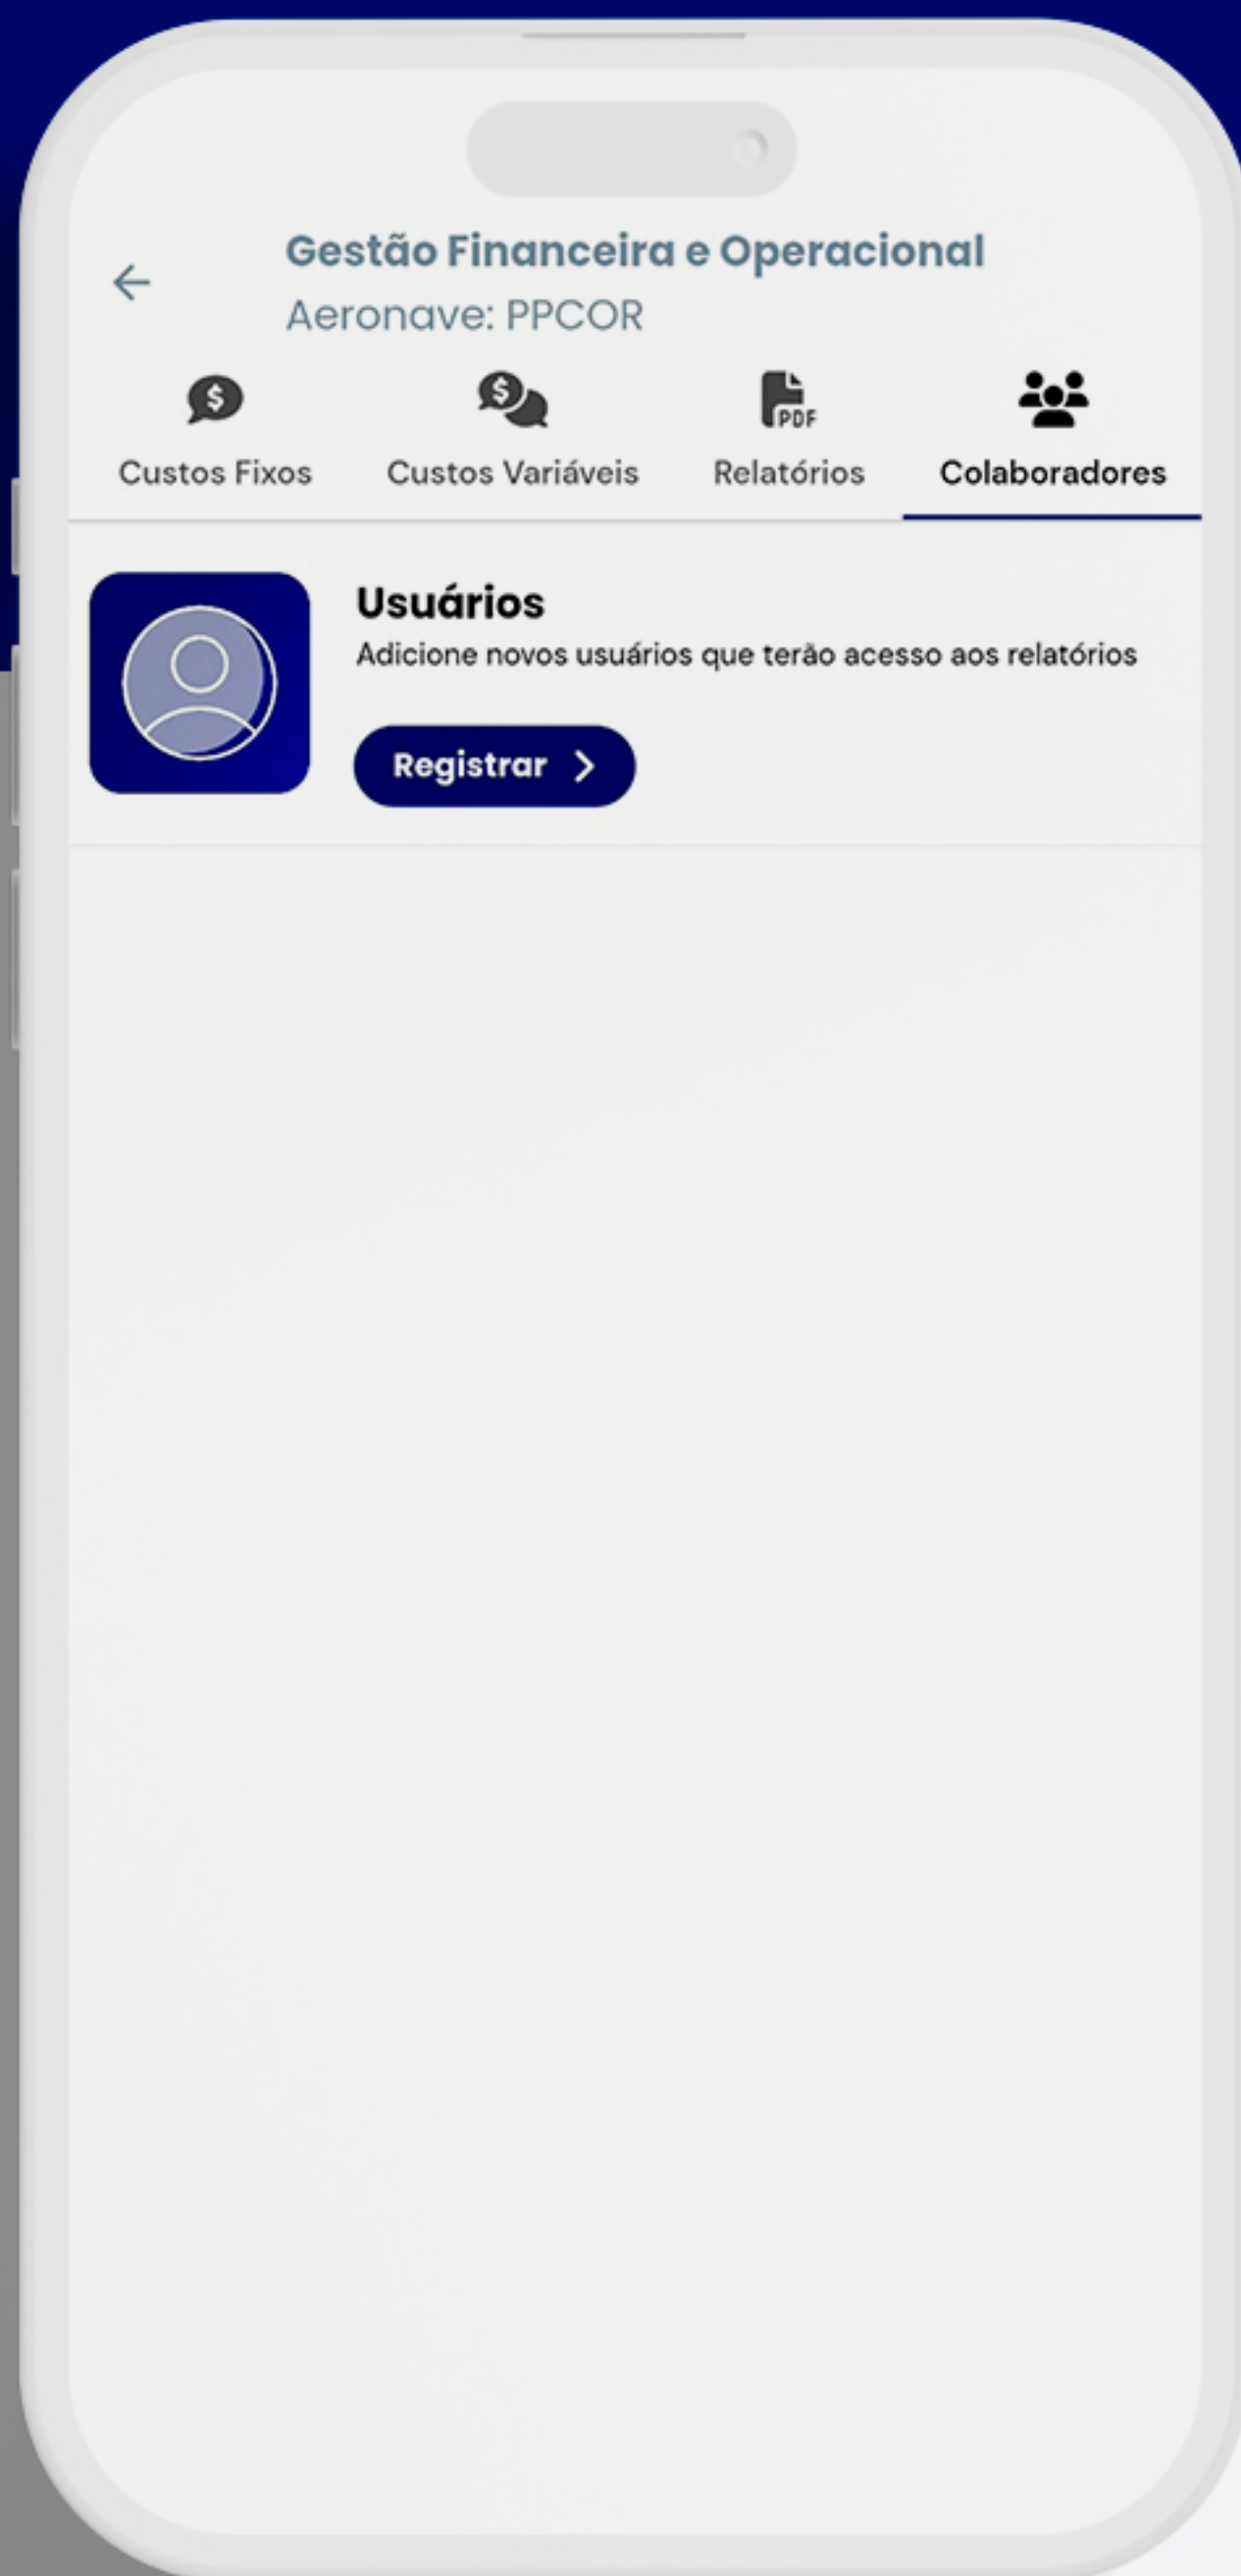 Gestão Financeira e Operacional
Aeronave: PPCOR
Custos Fixos
Custos Variáveis
PDF
Relatórios
Colaboradores
Usuários
Adicione novos usuários que terão acesso aos relatórios
Registrar